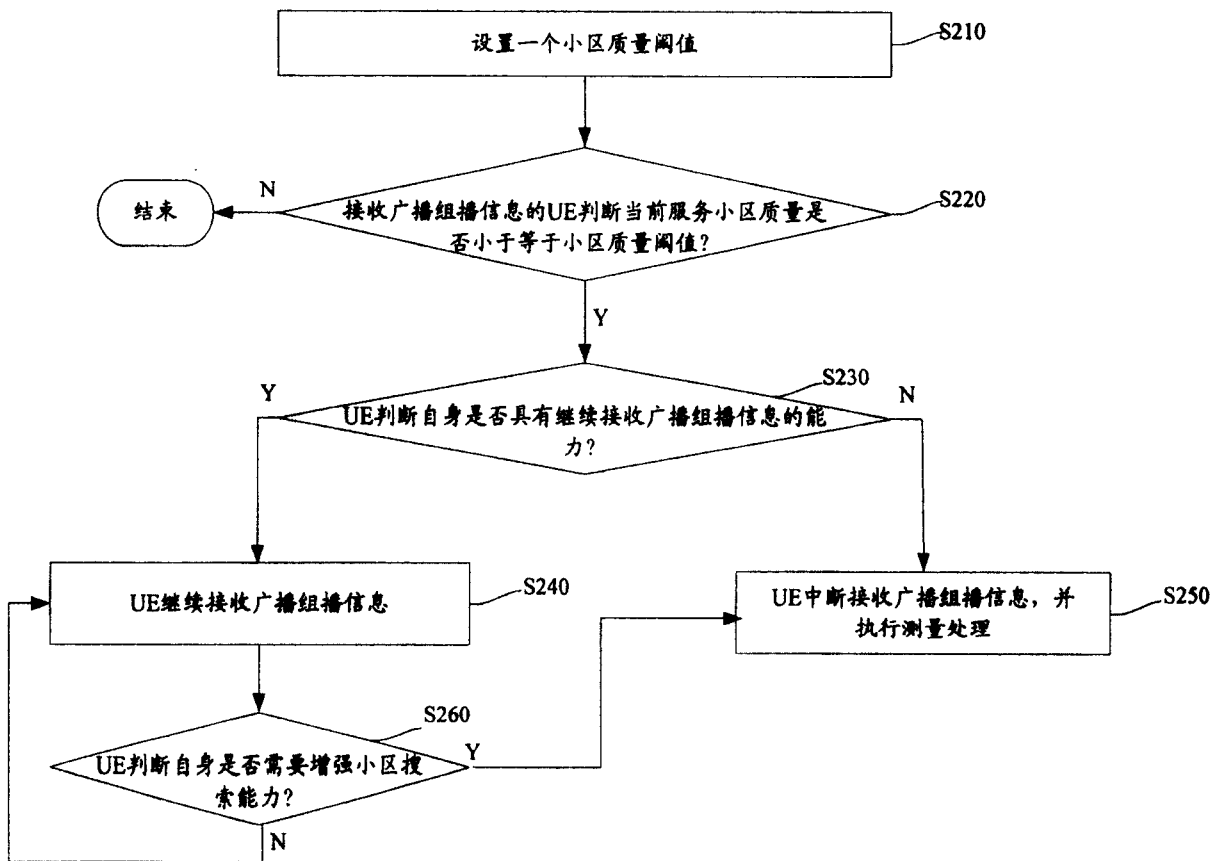 设置一个小区质量阈值
S210
N
结束
接收广播组播信息的UE判断当前服务小区质量是
否小于等于小区质量阈值?
S220
Y
S230
Y
N
UE判断自身是否具有继续接收广播组播信息的能
力?
UE继续接收广播组播信息
S240
UE中断接收广播组播信息，并
执行测量处理
S250
S260
Y
UE判断自身是否需要增强小区搜
索能力?
N